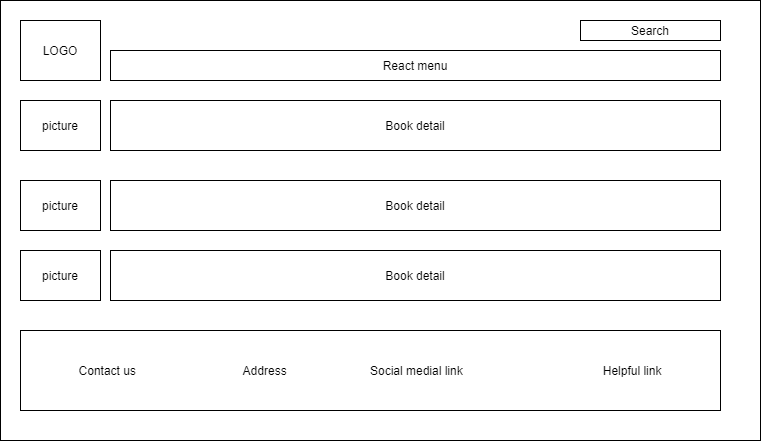 LOGO
Search
React menu
picture
Book detail
picture
Book detail
picture
Book detail
Contact us
Address
Social medial link
Helpful link